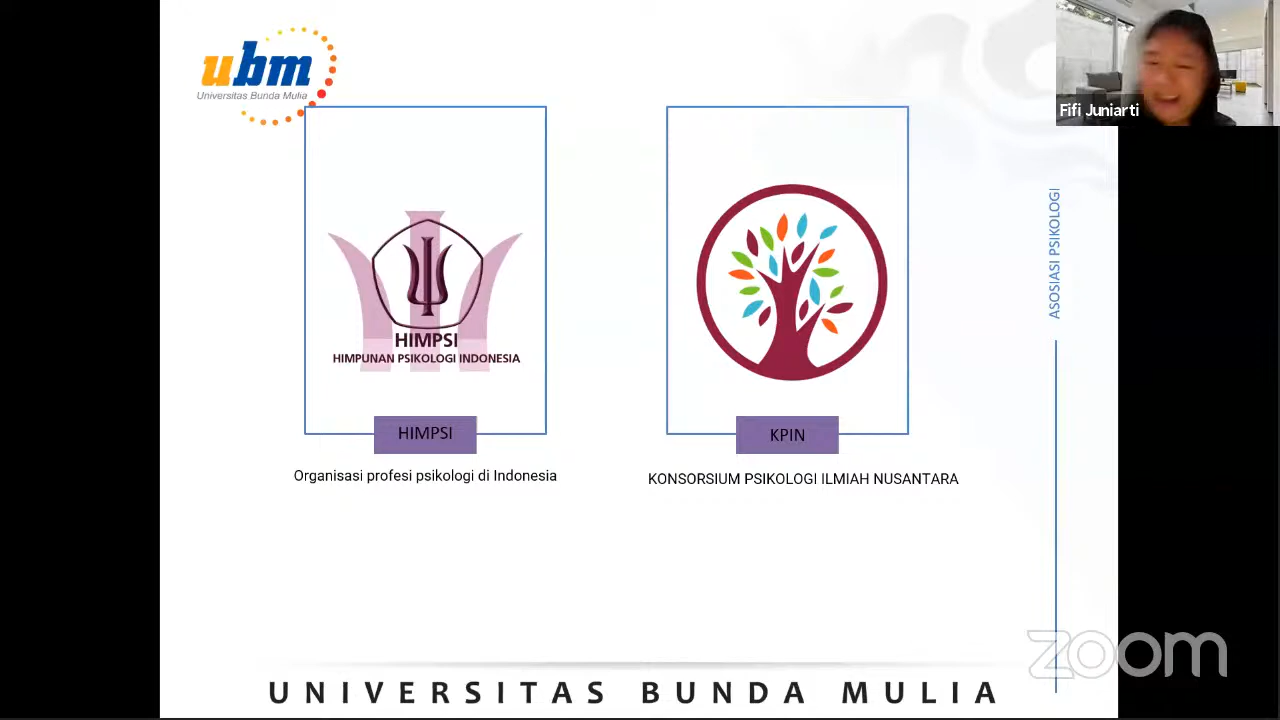 ubm
Universitas Bunda Mulia
Fifi Juniarti
HIMPSI
HIMPUNAN PSIKOLOGI INDONESIA
HIMPSI
Organisasi profesi psikologi di Indonesia
KPIN
KONSORSIUM PSIKOLOGI ILMIAH NUSANTARA
ASOSIASI PSIKOLOGI
zoom
UNIVERSITAS BUNDA MULIA